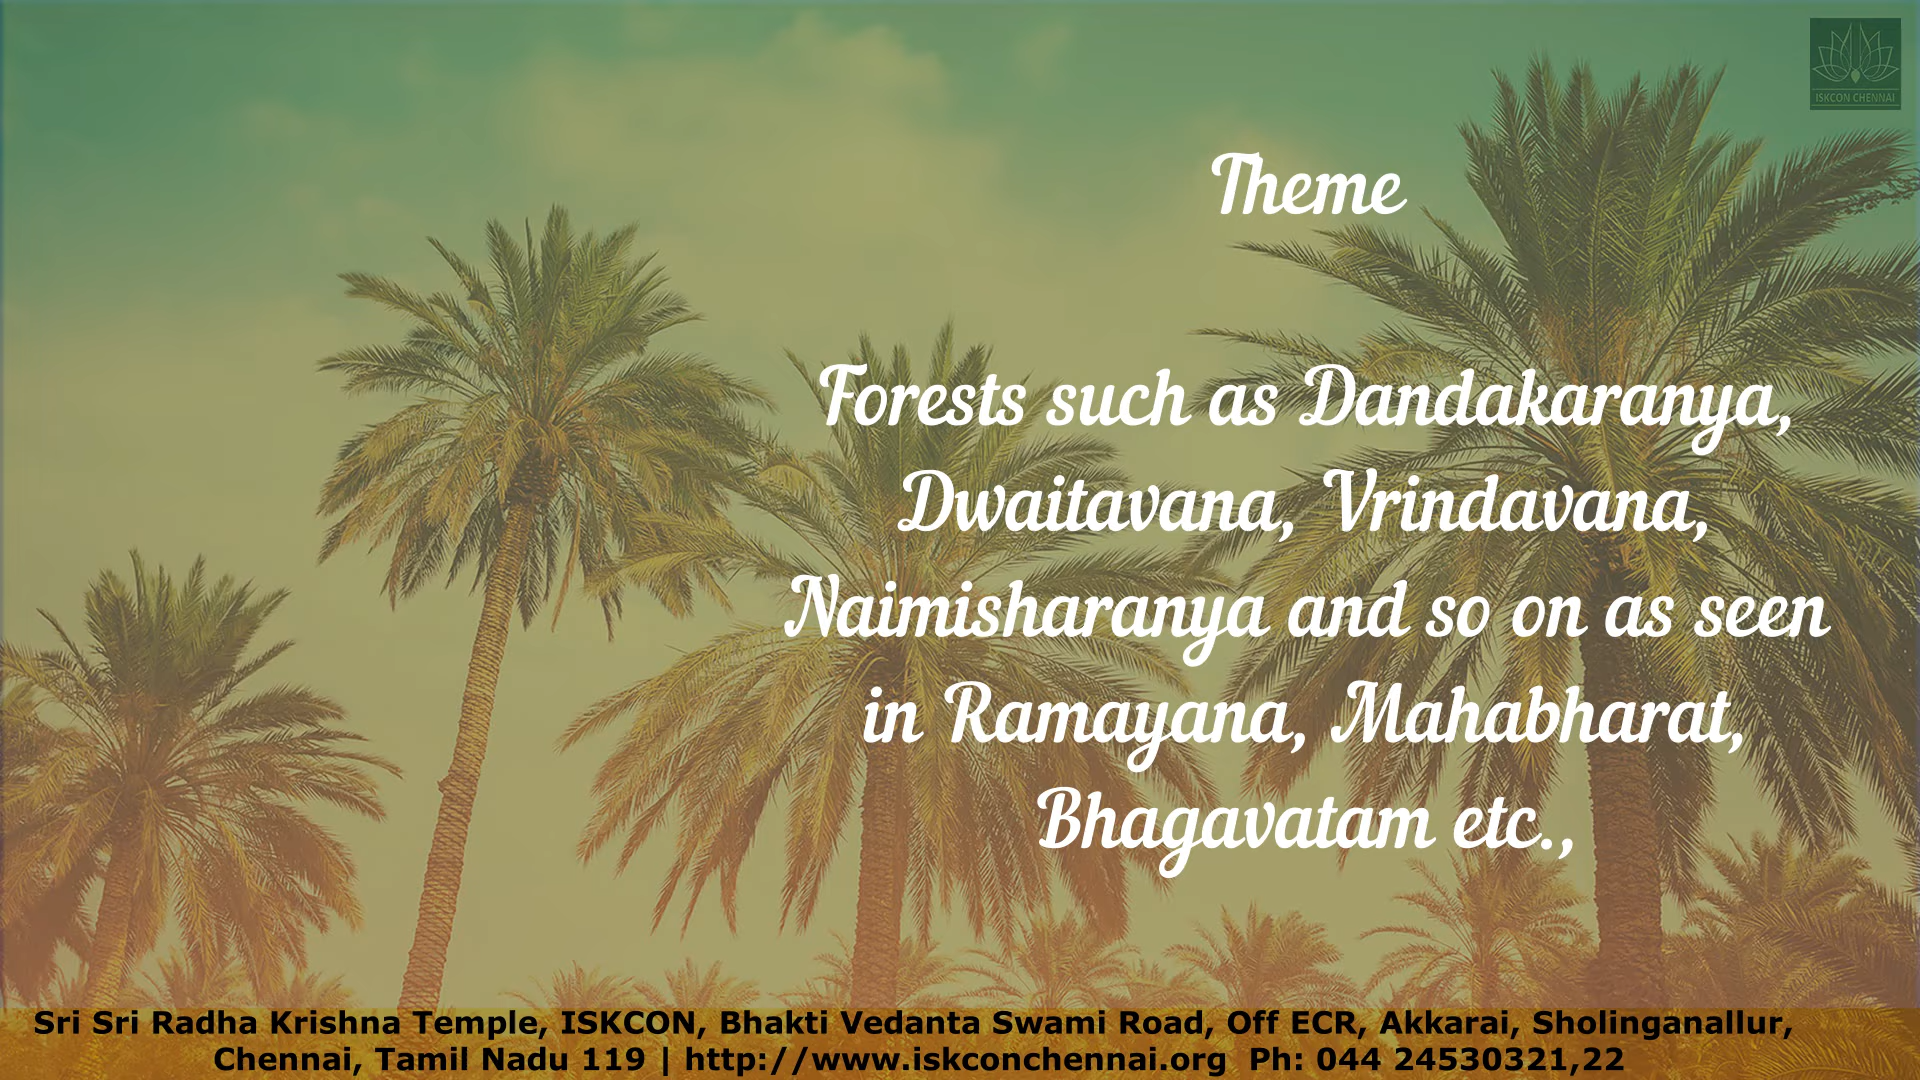 ISKCON CHENNAI
Theme
Forests such as Dandakaranya,
Dwaitavana, Vrindavana,
Naimisharanya and so on as seen
in Ramayana, Mahabharat,
Bhagavatam etc.,
Sri Sri Radha Krishna Temple, ISKCON, Bhakti Vedanta Swami Road, Off ECR, Akkarai, Sholinganallur,
Chennai, Tamil Nadu 119 | http://www.iskconchennai.org  Ph: 044 24530321,22